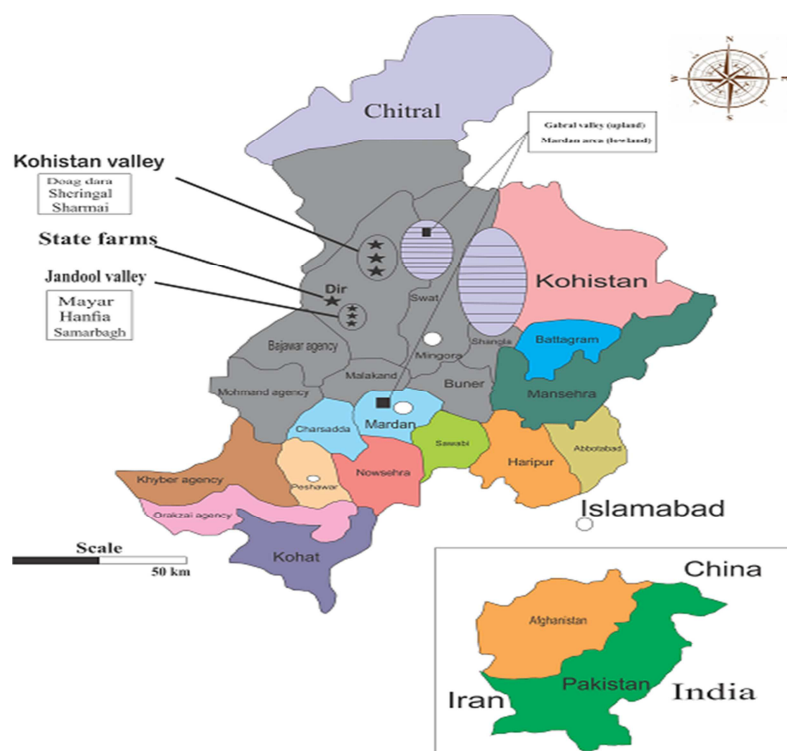 N
W
E
S
Chitral
Gabral valley (upland)
Mardan area (lowland)
Kohistan valley
Doag dara
Sheringal
Sharmai
State farms
Jandool valley
Mayar
Hanfia
Samarbagh
Dir
Swat
Kohistan
Shangla
Battagram
Bajawar agency
Mingora
Malakand
Buner
Mansehra
Mohmand agency
Charsadda
Mardan
Sawabi
Haripur
Abbotabad
Khyber agency
Peshawar
Nowsehra
Orakzai agency
Islamabad
Kohat
Scale
50 km
China
Afghanistan
Iran
Pakistan
India